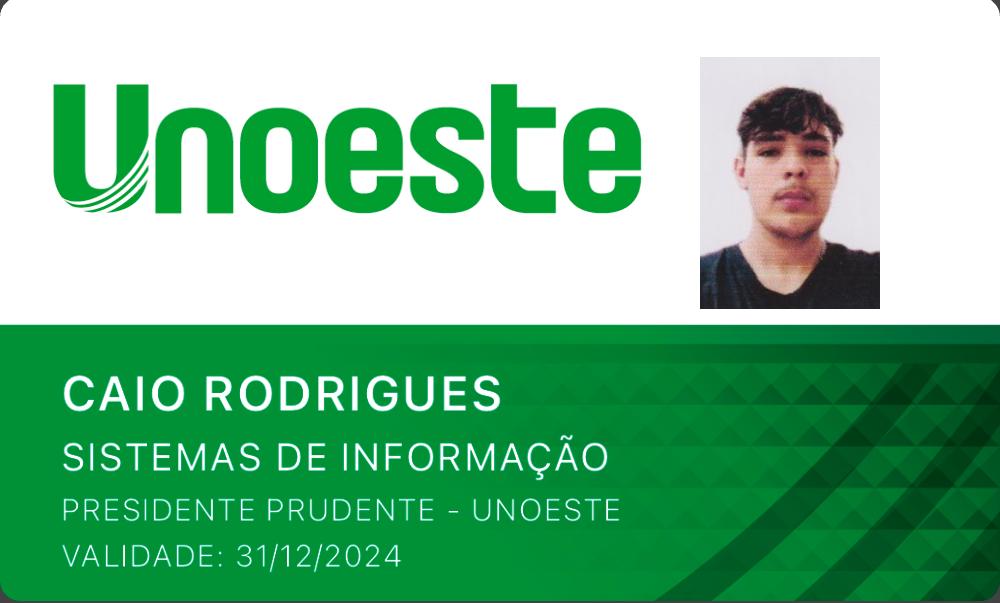 Unoeste
CAIO RODRIGUES
SISTEMAS DE INFORMAÇÃO
PRESIDENTE PRUDENTE - UNOESTE
VALIDADE: 31/12/2024